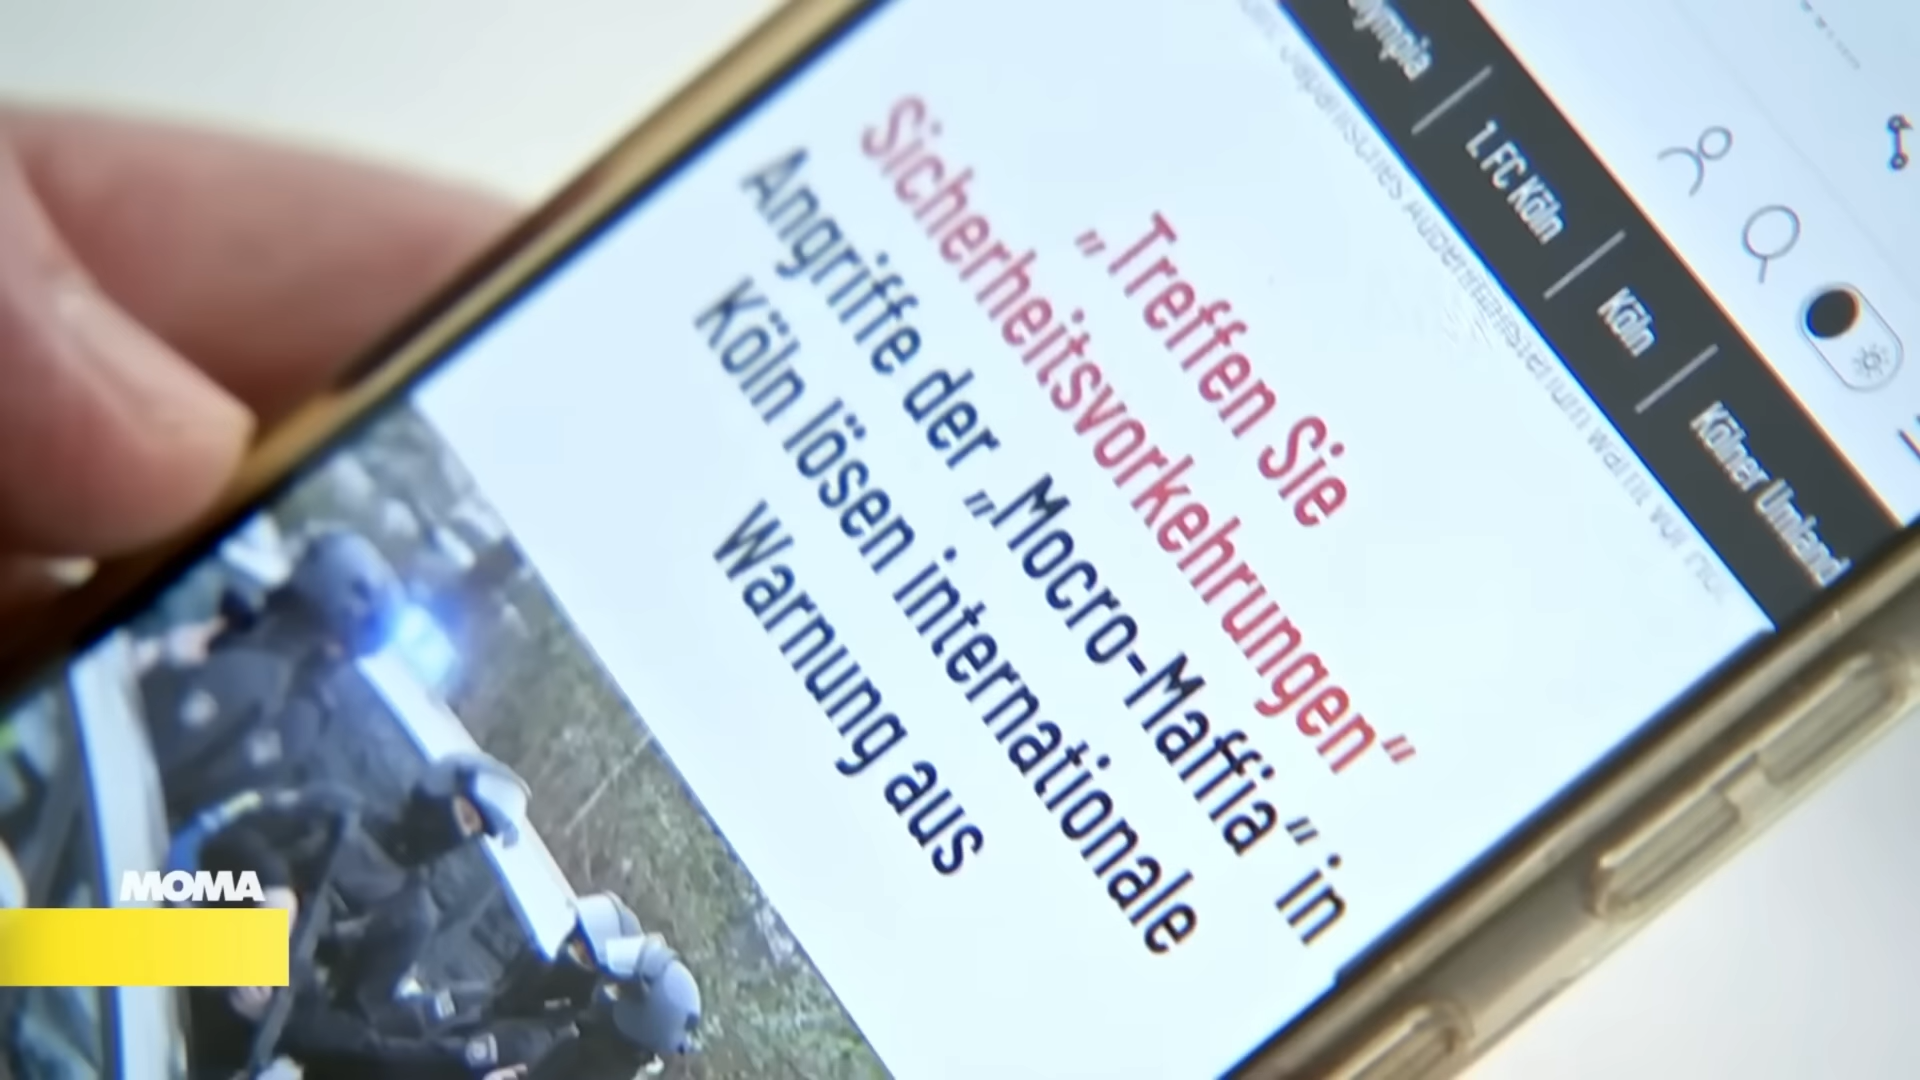 Olympia | 1. FC Köln | Köln | Kölner Umland
„Treffen Sie
Sicherheitsvorkehrungen“
Angriffe der „Mocro-Maffia“ in
Köln lösen internationale
Warnung aus
MOMA